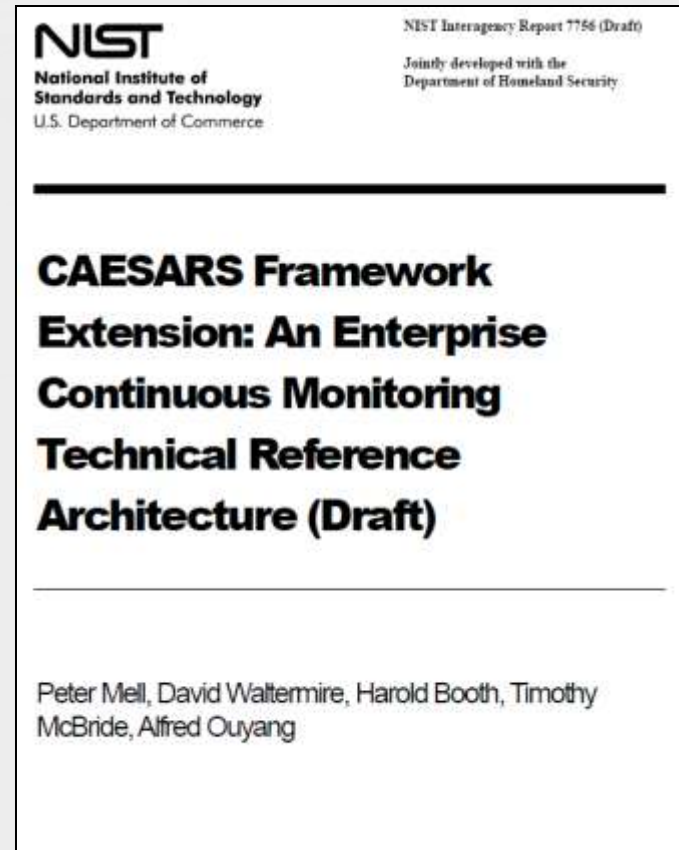 NIST
National Institute of
Standards and Technology
U.S. Department of Commerce
NIST Interagency Report 7756 (Draft)
Jointly developed with the
Department of Homeland Security
CAESARS Framework
Extension: An Enterprise
Continuous Monitoring
Technical Reference
Architecture (Draft)
Peter Mell, David Waltermire, Harold Booth, Timothy
McBride, Alfred Ouyang